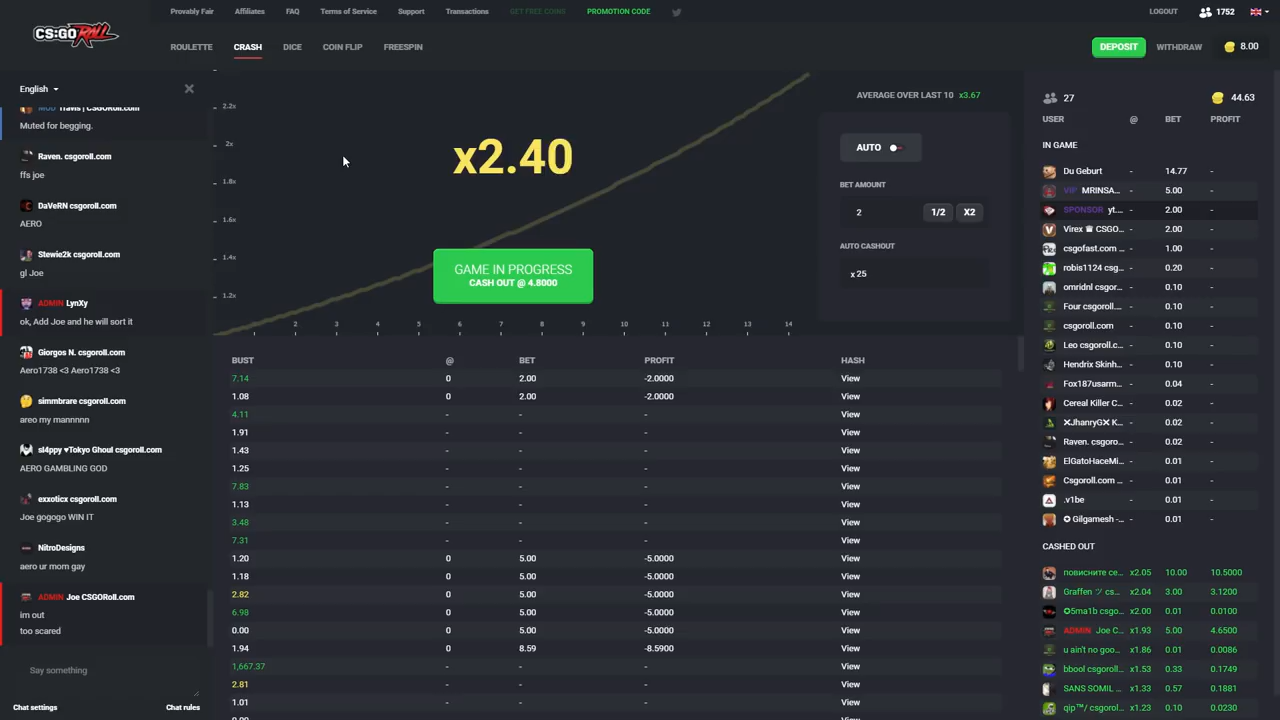 CS:GO ROLL
Provably Fair
Affiliates
FAQ
Terms of Service
Support
Transactions
GET FREE COINS
PROMOTION CODE
LOGOUT
1752
ROULETTE
CRASH
DICE
COIN FLIP
FREESPIN
DEPOSIT
WITHDRAW
8.00
English
MOD Travis | CSGORoll.com
Muted for begging.
Raven. csgoroll.com
ffs joe
DaVeRN csgoroll.com
AERO
Stewie2k csgoroll.com
gl Joe
ADMIN LynXy
ok, Add Joe and he will sort it
Giorgos N. csgoroll.com
Aero1738 <3 Aero1738 <3
simmbrare csgoroll.com
areo my mannnnn
sl4ppy ♥Tokyo Ghoul csgoroll.com
AERO GAMBLING GOD
exxoticx csgoroll.com
Joe gogogo WIN IT
NitroDesigns
aero ur mom gay
ADMIN Joe CSGORoll.com
im out
too scared
Say something
Chat settings
Chat rules
2.2x
2x
1.8x
1.6x
1.4x
1.2x
x2.40
GAME IN PROGRESS
CASH OUT @ 4.8000
2 3 4 5 6 7 8 9 10 11 12 13 14
AVERAGE OVER LAST 10 x3.67
AUTO
BET AMOUNT
2 1/2 X2
AUTO CASHOUT
x 25
BUST @ BET PROFIT HASH
7.14 0 2.00 -2.0000 View
1.08 0 2.00 -2.0000 View
4.11 - - - View
1.91 - - - View
1.43 - - - View
1.25 - - - View
7.83 - - - View
1.13 - - - View
3.48 - - - View
7.31 - - - View
1.20 0 5.00 -5.0000 View
1.18 0 5.00 -5.0000 View
2.82 0 5.00 -5.0000 View
6.98 0 5.00 -5.0000 View
0.00 0 5.00 -5.0000 View
1.94 0 8.59 -8.5900 View
1,667.37 - - - View
2.81 - - - View
1.01 - - - View
27 44.63
USER @ BET PROFIT
IN GAME
Du Geburt - 14.77 -
VIP MRINSA... - 5.00 -
SPONSOR yt.... - 2.00 -
Virex ♛ CSGO... - 2.00 -
csgofast.com ... - 1.00 -
robis1124 csg... - 0.20 -
omridnl csgor... - 0.10 -
Four csgoroll.... - 0.10 -
csgoroll.com - 0.10 -
Leo csgoroll.c... - 0.10 -
Hendrix Skinh... - 0.10 -
Fox187usarm... - 0.04 -
Cereal Killer C... - 0.02 -
❌JhanryG❌ K... - 0.02 -
Raven. csgoro... - 0.02 -
ElGatoHaceMi... - 0.01 -
Csgoroll.com ... - 0.01 -
.v1be - 0.01 -
✪ Gilgamesh -... - 0.01 -
CASHED OUT
повисните се... x2.05 10.00 10.5000
Graffen ツ cs... x2.04 3.00 3.1200
✪5ma1b csgo... x2.00 0.01 0.0100
ADMIN Joe C... x1.93 5.00 4.6500
u ain't no goo... x1.86 0.01 0.0086
bbool csgoroll... x1.53 0.33 0.1749
SANS SOMIL ... x1.33 0.57 0.1881
qip™/ csgorol... x1.23 0.10 0.0230